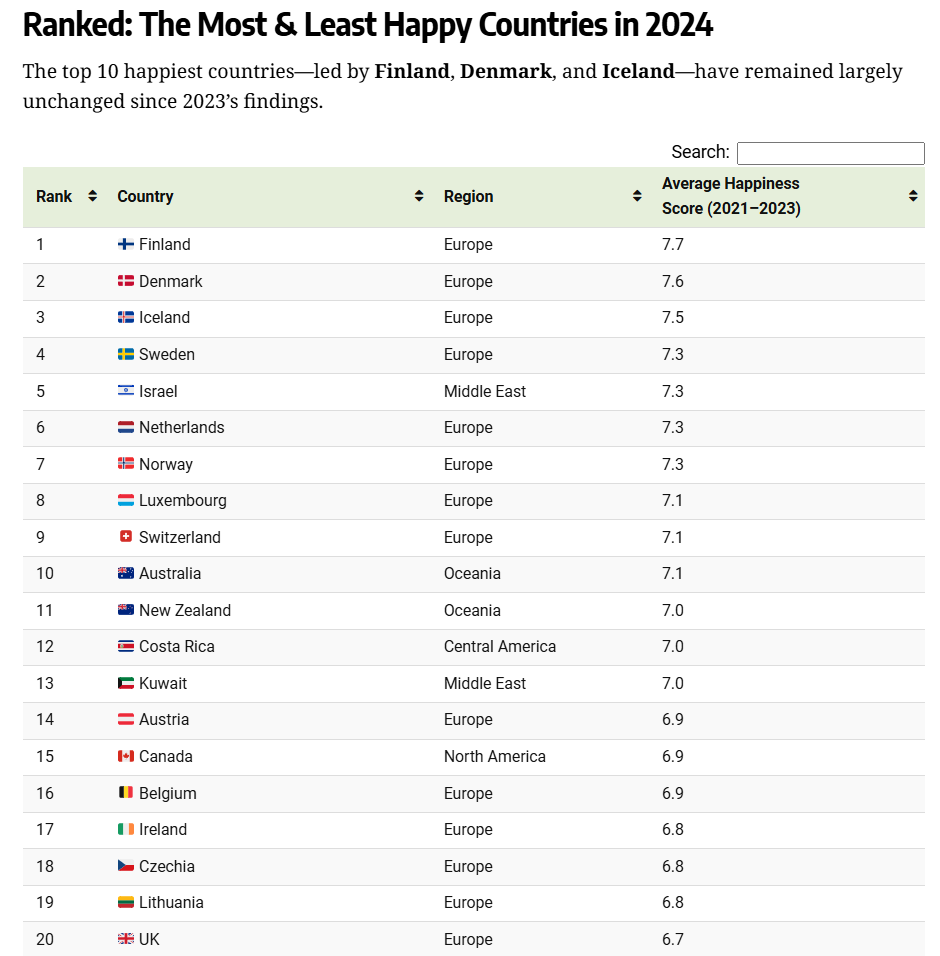 Ranked: The Most & Least Happy Countries in 2024
The top 10 happiest countries—led by Finland, Denmark, and Iceland—have remained largely
unchanged since 2023’s findings.
Search:
Rank Country Region Average Happiness
Score (2021–2023)
1 Finland Europe 7.7
2 Denmark Europe 7.6
3 Iceland Europe 7.5
4 Sweden Europe 7.3
5 Israel Middle East 7.3
6 Netherlands Europe 7.3
7 Norway Europe 7.3
8 Luxembourg Europe 7.1
9 Switzerland Europe 7.1
10 Australia Oceania 7.1
11 New Zealand Oceania 7.0
12 Costa Rica Central America 7.0
13 Kuwait Middle East 7.0
14 Austria Europe 6.9
15 Canada North America 6.9
16 Belgium Europe 6.9
17 Ireland Europe 6.8
18 Czechia Europe 6.8
19 Lithuania Europe 6.8
20 UK Europe 6.7